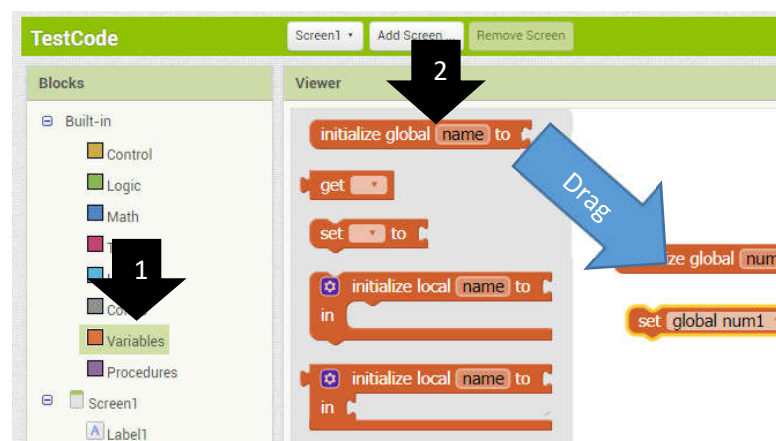 TestCode
Screen1
Add Screen ...
Remove Screen
Blocks
Viewer
2
Built-in
Control
Logic
Math
1
Variables
Procedures
Screen1
Label1
initialize global name to
get
set to
initialize local name to
in
initialize local name to
in
Drag
global num
set global num1